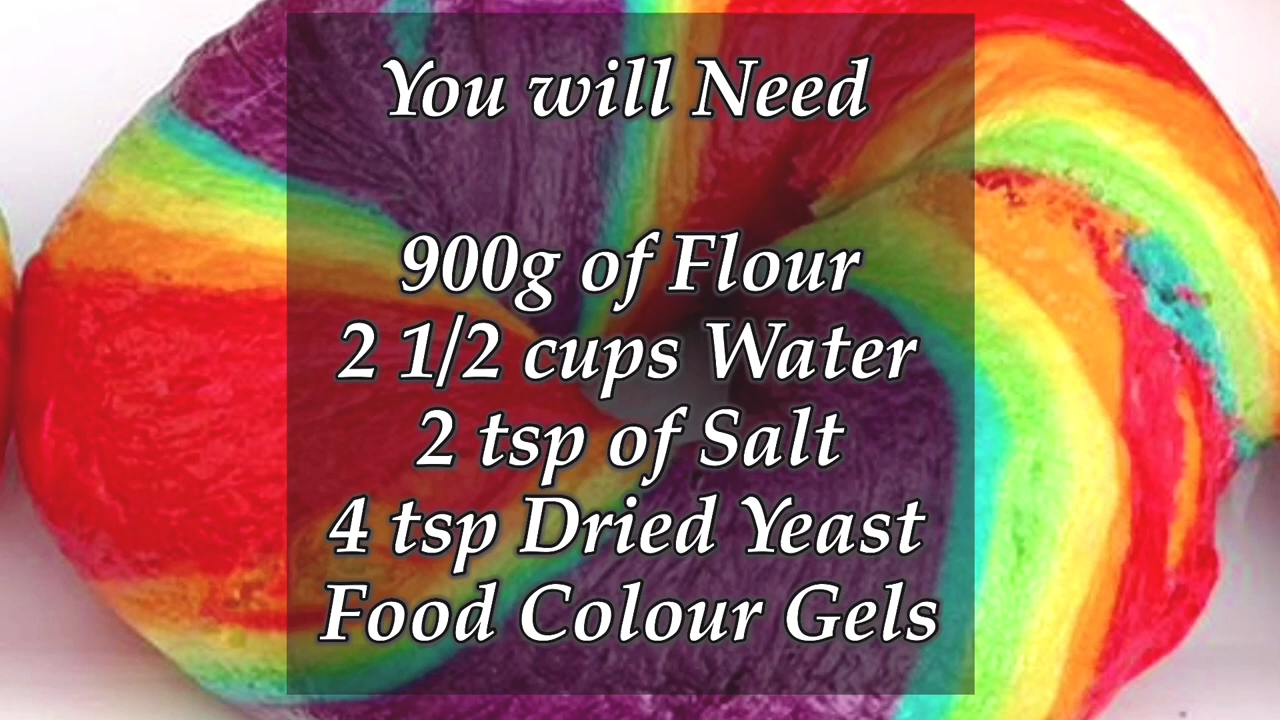 You will Need
900g of Flour
2 1/2 cups Water
2 tsp of Salt
4 tsp Dried Yeast
Food Colour Gels